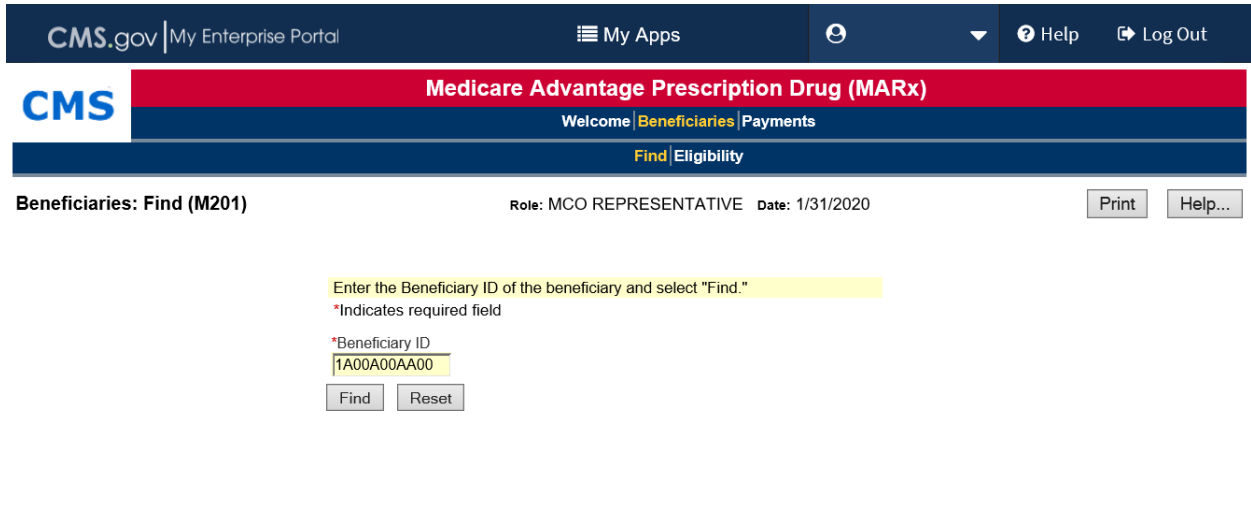 CMS.gov My Enterprise Portal My Apps Help Log Out
CMS
Medicare Advantage Prescription Drug (MARx)
Welcome|Beneficiaries|Payments
Find|Eligibility
Beneficiaries: Find (M201) Role: MCO REPRESENTATIVE Date: 1/31/2020 Print Help...
Enter the Beneficiary ID of the beneficiary and select "Find."
*Indicates required field
*Beneficiary ID
1A00A00AA00
Find Reset